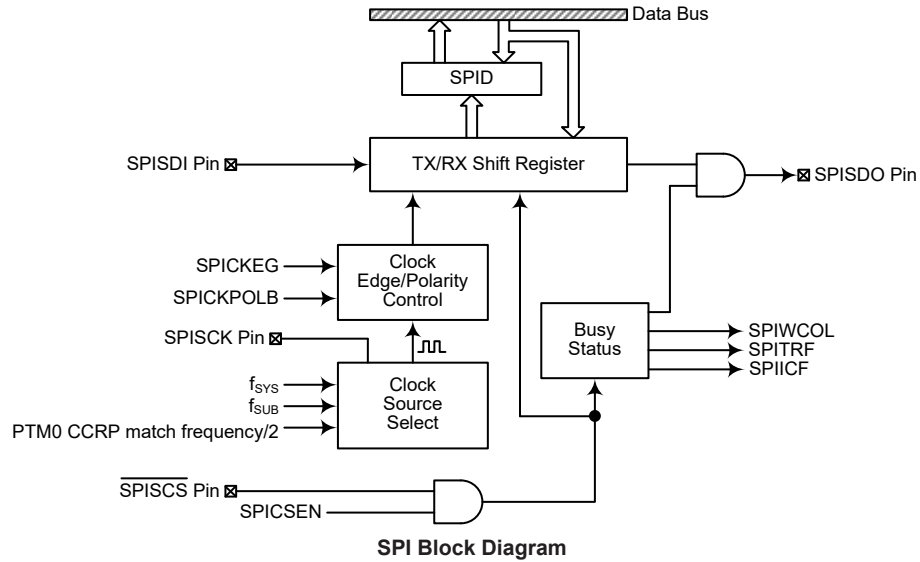 Data Bus
SPID
SPISDI Pin
TX/RX Shift Register
SPISDO Pin
SPICKEG
SPICKPOLB
Clock
Edge/Polarity
Control
SPISCK Pin
Busy
Status
SPIWCOL
SPITRF
SPIICF
fSYS
fSUB
PTM0 CCRP match frequency/2
Clock
Source
Select
SPISCS Pin
SPICSEN
SPI Block Diagram